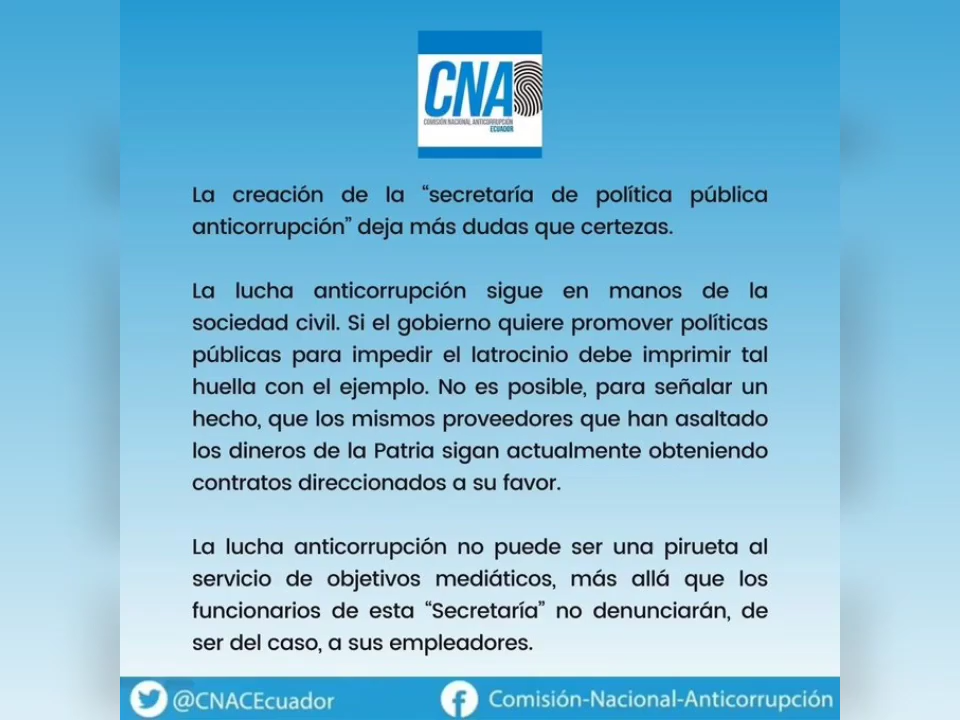 CNA
COMISIÓN NACIONAL ANTICORRUPCIÓN
ECUADOR
La creación de la “secretaría de política pública
anticorrupción” deja más dudas que certezas.
La lucha anticorrupción sigue en manos de la
sociedad civil. Si el gobierno quiere promover políticas
públicas para impedir el latrocinio debe imprimir tal
huella con el ejemplo. No es posible, para señalar un
hecho, que los mismos proveedores que han asaltado
los dineros de la Patria sigan actualmente obteniendo
contratos direccionados a su favor.
La lucha anticorrupción no puede ser una pirueta al
servicio de objetivos mediáticos, más allá que los
funcionarios de esta “Secretaría” no denunciarán, de
ser del caso, a sus empleadores.
@CNACEcuador
Comisión-Nacional-Anticorrupción